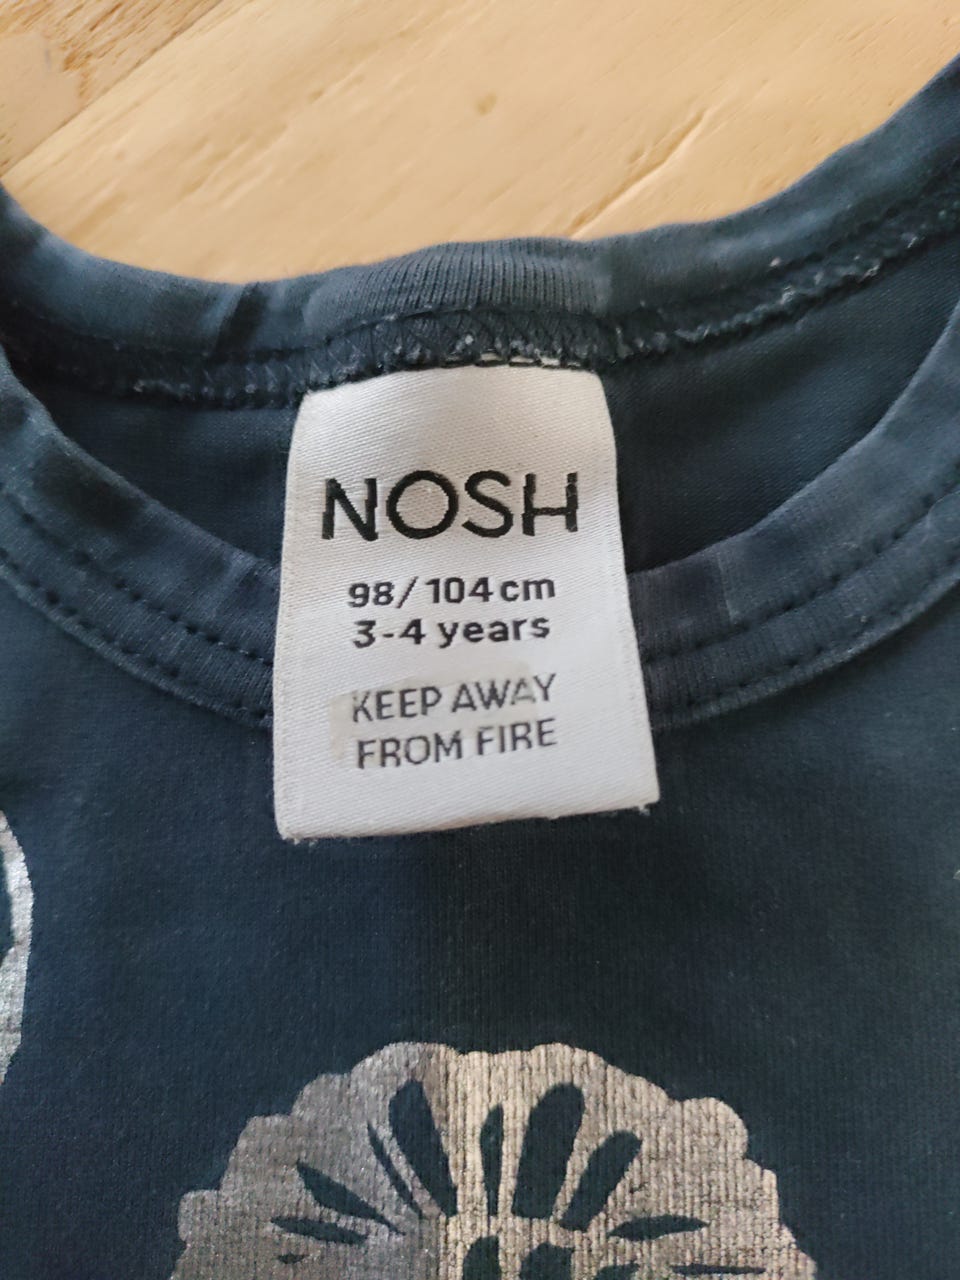 NOSH
98/104cm
3-4 years
KEEP AWAY
FROM FIRE